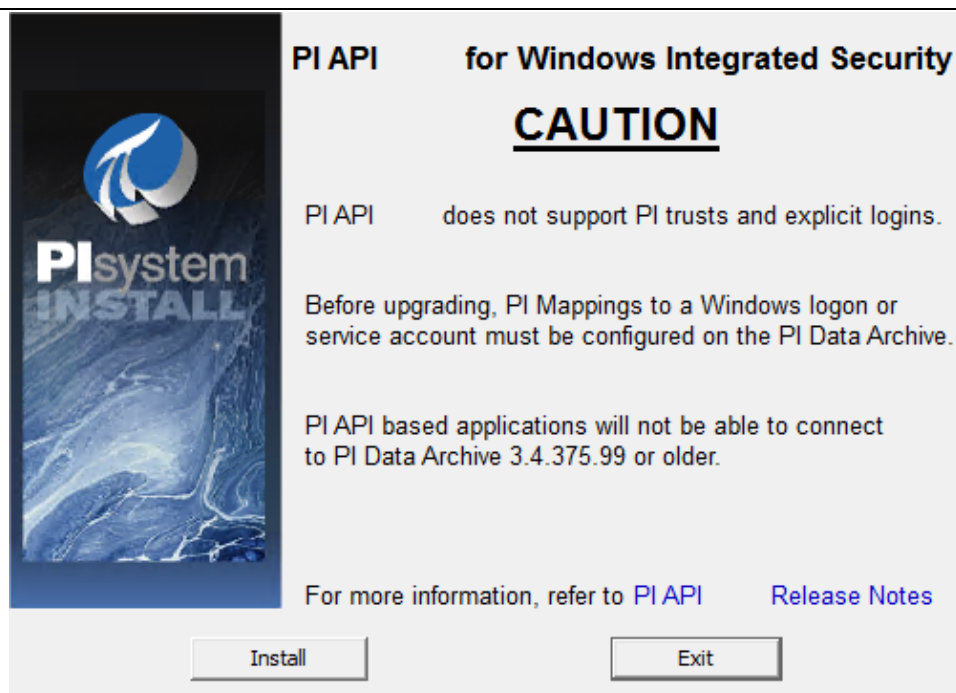 PI API for Windows Integrated Security
CAUTION
PI API does not support PI trusts and explicit logins.
Before upgrading, PI Mappings to a Windows logon or
service account must be configured on the PI Data Archive.
PI API based applications will not be able to connect
to PI Data Archive 3.4.375.99 or older.
For more information, refer to PI API Release Notes
PIsystem
INSTALL
Install
Exit